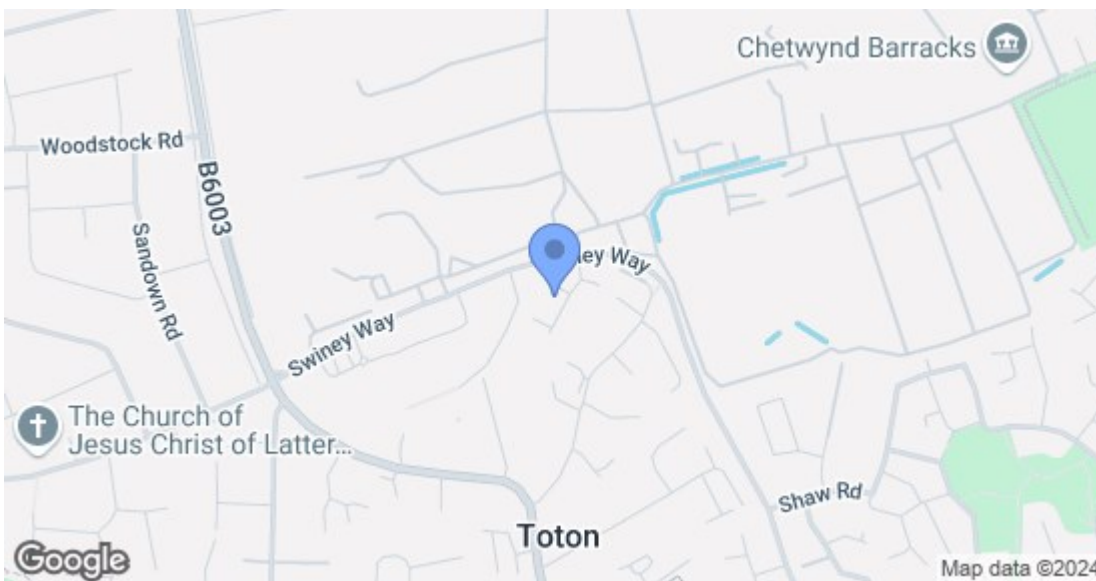 Chetwynd Barracks
Woodstock Rd
B6003
Sandown Rd
ney Way
Swiney Way
The Church of
Jesus Christ of Latter...
Shaw Rd
Toton
Google
Map data ©2024